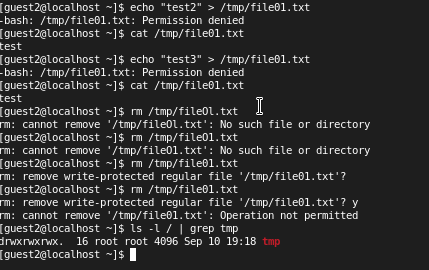 [guest2@localhost ~]$ echo "test2" > /tmp/file01.txt
-bash: /tmp/file01.txt: Permission denied
[guest2@localhost ~]$ cat /tmp/file01.txt
test
[guest2@localhost ~]$ echo "test3" > /tmp/file01.txt
-bash: /tmp/file01.txt: Permission denied
[guest2@localhost ~]$ cat /tmp/file01.txt
test
[guest2@localhost ~]$ rm /tmp/fileOl.txt
rm: cannot remove '/tmp/fileOl.txt': No such file or directory
[guest2@localhost ~]$ rm /tmp/fileO1.txt
rm: cannot remove '/tmp/fileO1.txt': No such file or directory
[guest2@localhost ~]$ rm /tmp/file01.txt
rm: remove write-protected regular file '/tmp/file01.txt'?
[guest2@localhost ~]$ rm /tmp/file01.txt
rm: remove write-protected regular file '/tmp/file01.txt'? y
rm: cannot remove '/tmp/file01.txt': Operation not permitted
[guest2@localhost ~]$ ls -l / | grep tmp
drwxrwxrwx.  16 root root 4096 Sep 10 19:18 tmp
[guest2@localhost ~]$